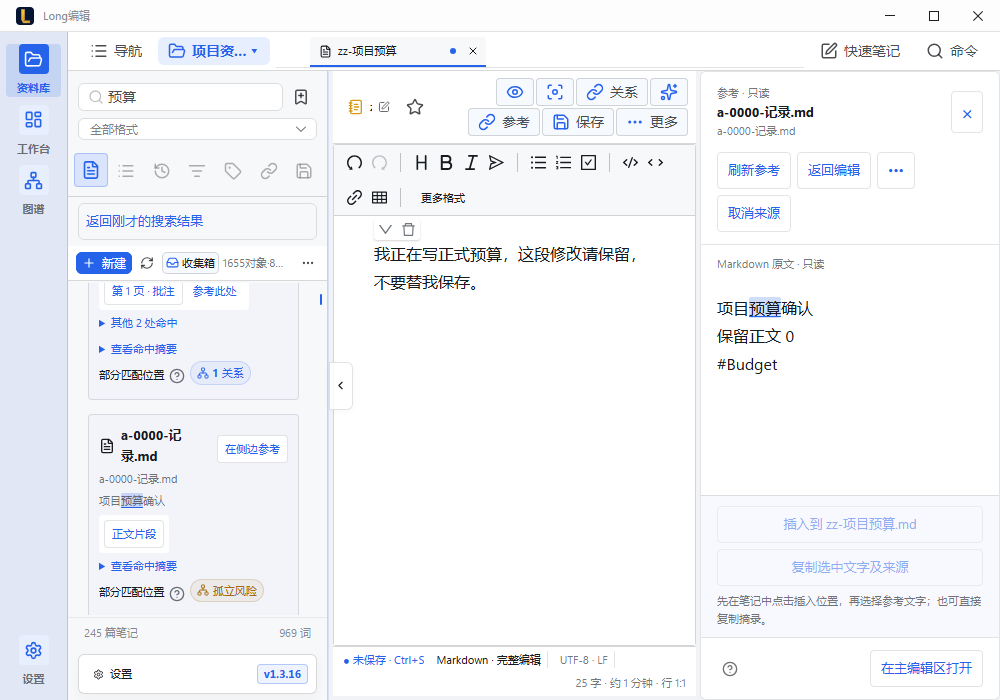 Long编辑
资料库
工作台
图谱
设置
导航
项目资...
zz-项目预算
快速笔记
命令
预算
全部格式
返回刚才的搜索结果
新建
收集箱
1655对象·8...
第 1 页 · 批注
参考此处
其他 2 处命中
查看命中摘要
部分匹配位置
1 关系
a-0000-记
录.md
在侧边参考
a-0000-记录.md
项目预算确认
正文片段
查看命中摘要
部分匹配位置
孤立风险
245 篇笔记
969 词
设置
v1.3.16
关系
参考
保存
更多
H B I
更多格式
我正在写正式预算，这段修改请保留，
不要替我保存。
未保存 · Ctrl+S
Markdown · 完整编辑
UTF-8 · LF
25 字 · 约 1 分钟 · 行 1:1
参考 · 只读
a-0000-记录.md
a-0000-记录.md
刷新参考
返回编辑
取消来源
Markdown 原文 · 只读
项目预算确认
保留正文 0
#Budget
插入到 zz-项目预算.md
复制选中文字及来源
先在笔记中点击插入位置，再选择参考文字；也可直接
复制摘录。
在主编辑区打开